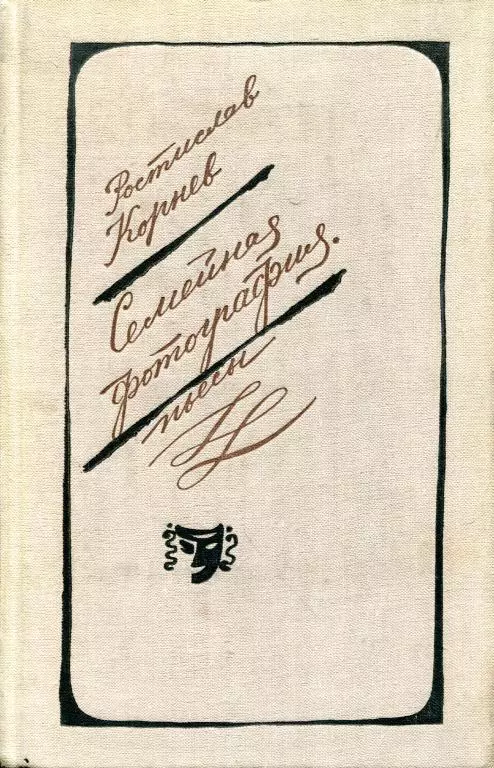 Ростислав
Корнев
Семейная
фотография.
пьесы